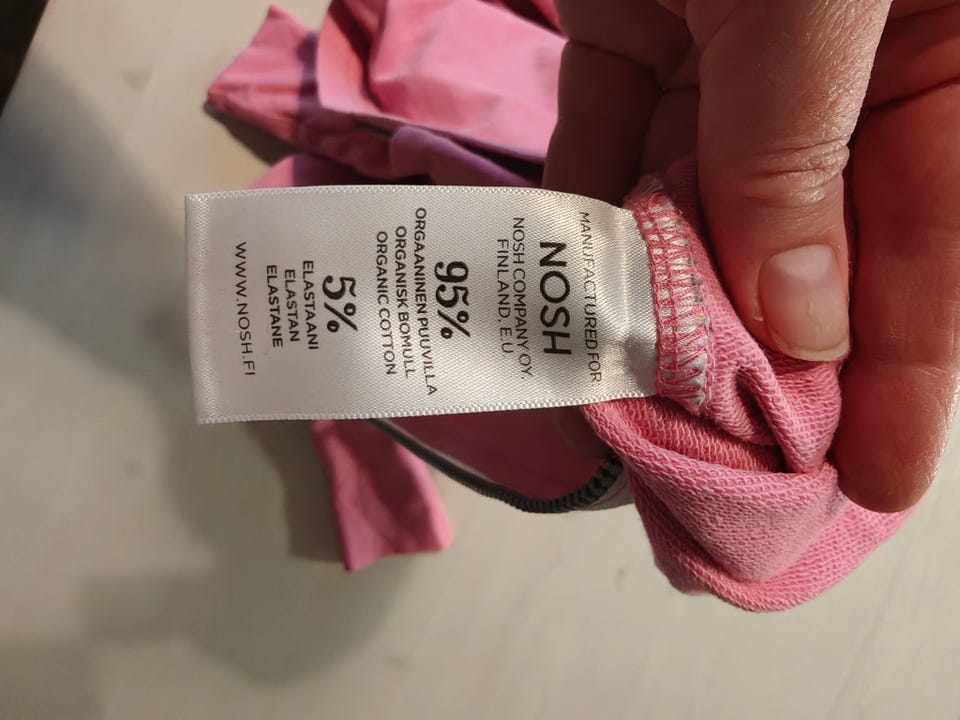 MANUFACTURED FOR
NOSH
NOSH COMPANY OY.
FINLAND, E.U
95%
ORGAANINEN PUUVILLA
ORGANISK BOMULL
ORGANIC COTTON
5%
ELASTAANI
ELASTAN
ELASTANE
WWW.NOSH.FI